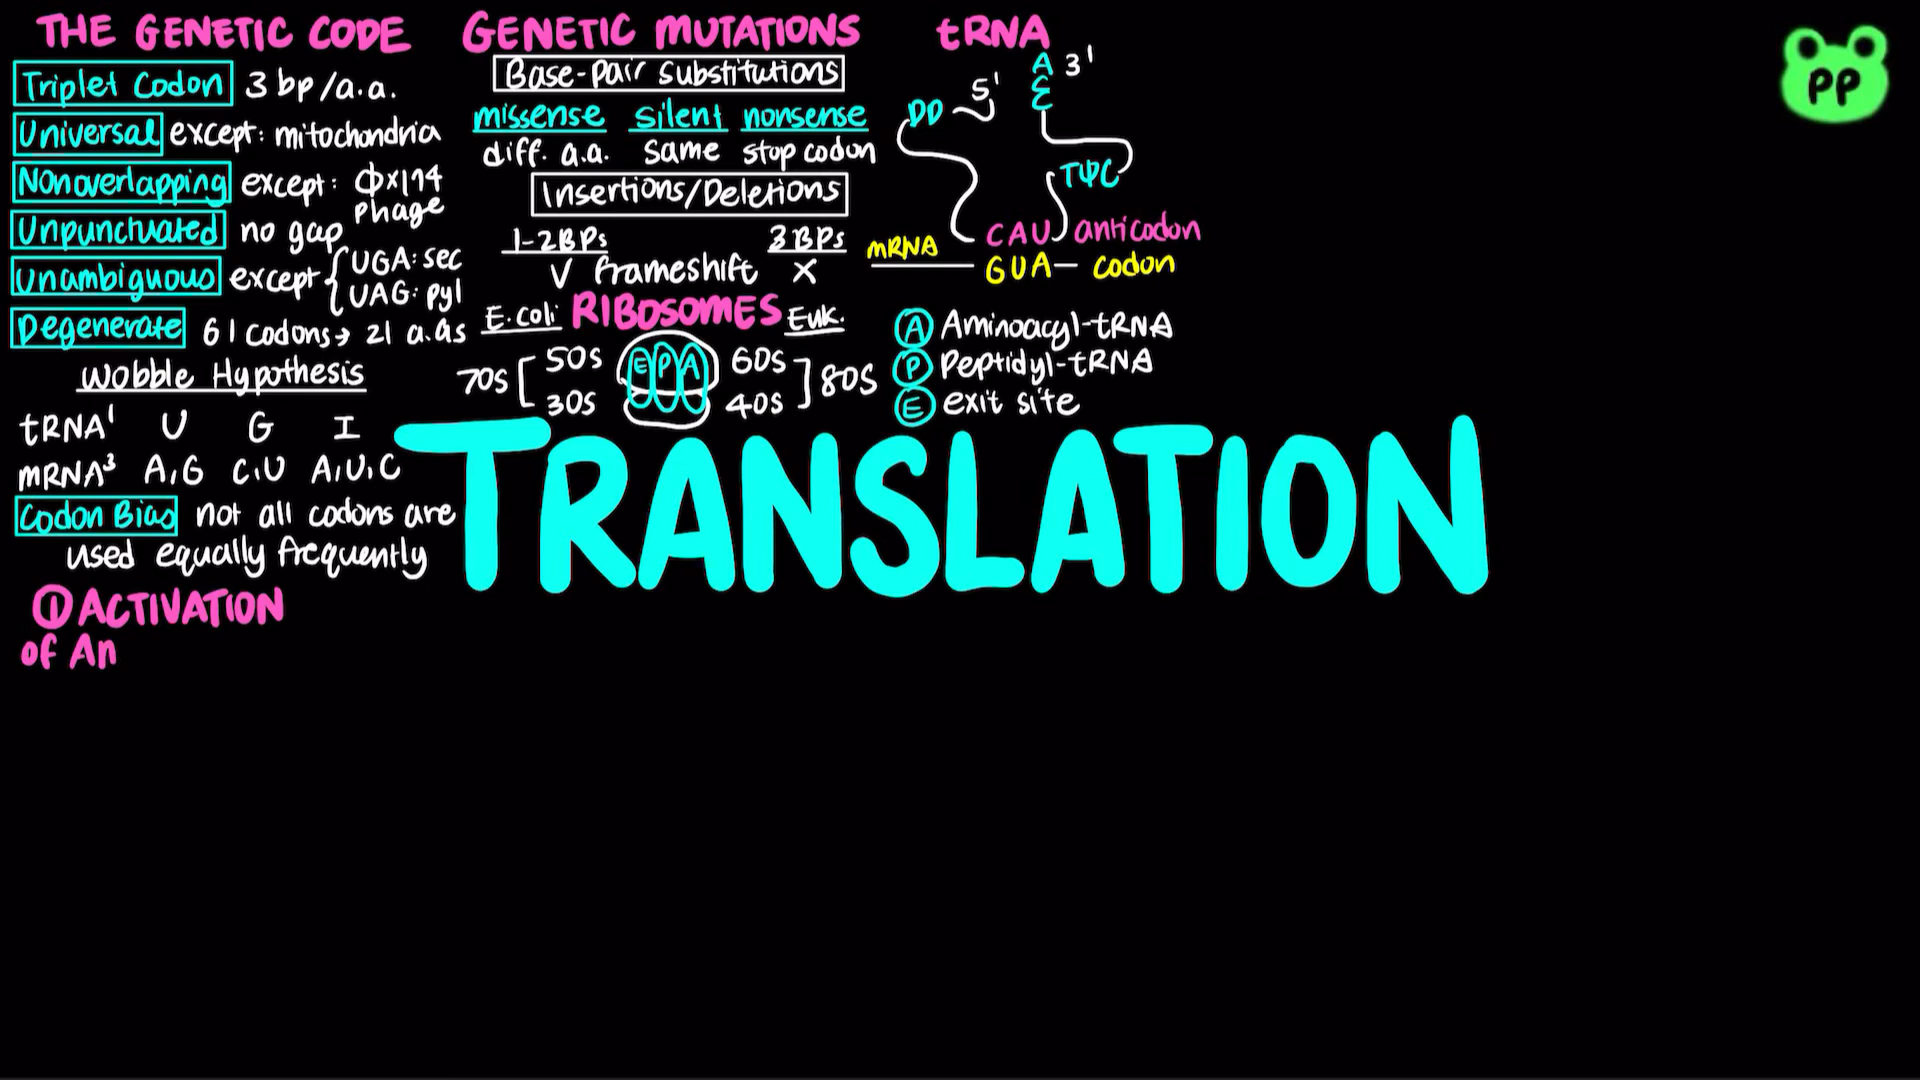 THE GENETIC CODE
Triplet Codon 3 bp/a.a.
Universal except: mitochondria
Nonoverlapping except: Φx174
phage
Unpunctuated no gap
Unambiguous except { UGA: sec
UAG: pyl
Degenerate 61 codons → 21 a.as
Wobble Hypothesis
tRNA¹ U G I
mRNA³ A,G C,U A,U,C
Codon Bias not all codons are
used equally frequently
① ACTIVATION
of An
GENETIC MUTATIONS
Base-pair substitutions
missense silent nonsense
diff. a.a. same stop codon
Insertions/Deletions
1-2BPs 3BPs
V frameshift X
E.coli RIBOSOMES Euk.
70S [ 50S E P A 60S ] 80S
30S 40S
tRNA
A 3'
C
C
5'
DD
TΨC
CAU anticodon
mRNA GUA codon
A Aminoacyl-tRNA
P Peptidyl-tRNA
E exit site
TRANSLATION
PP